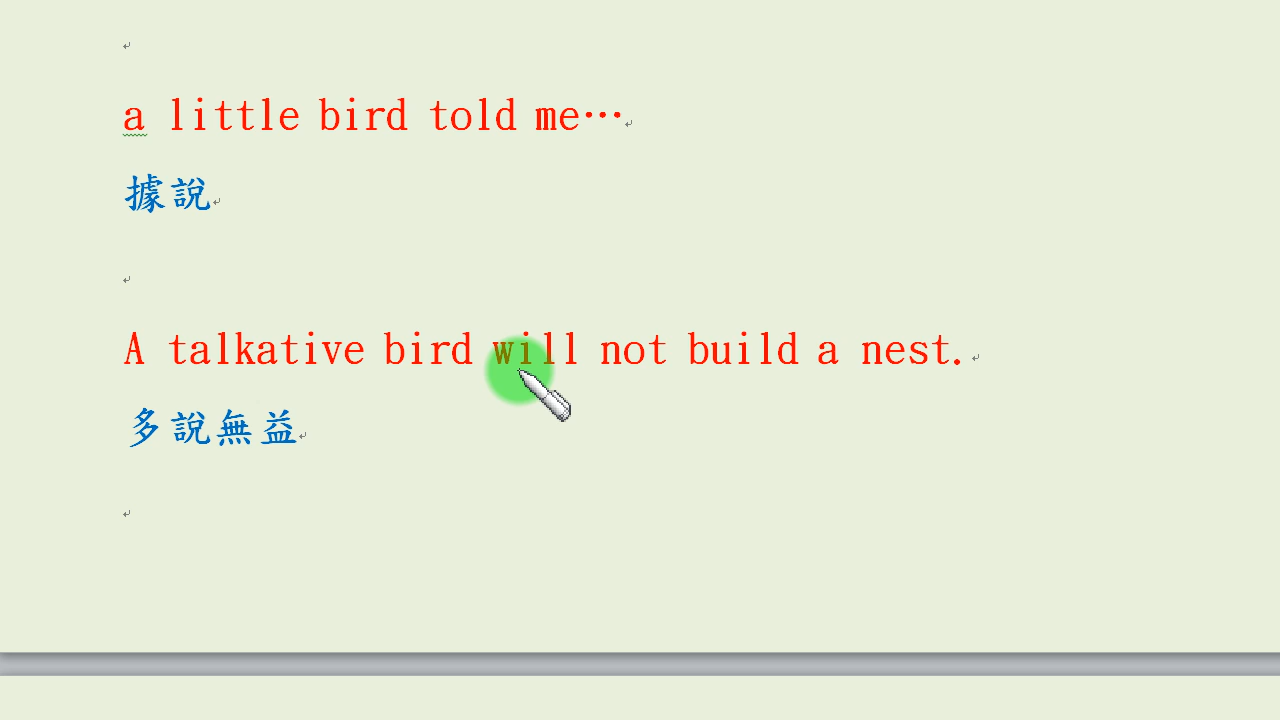 a little bird told me…
據說
A talkative bird will not build a nest.
多說無益